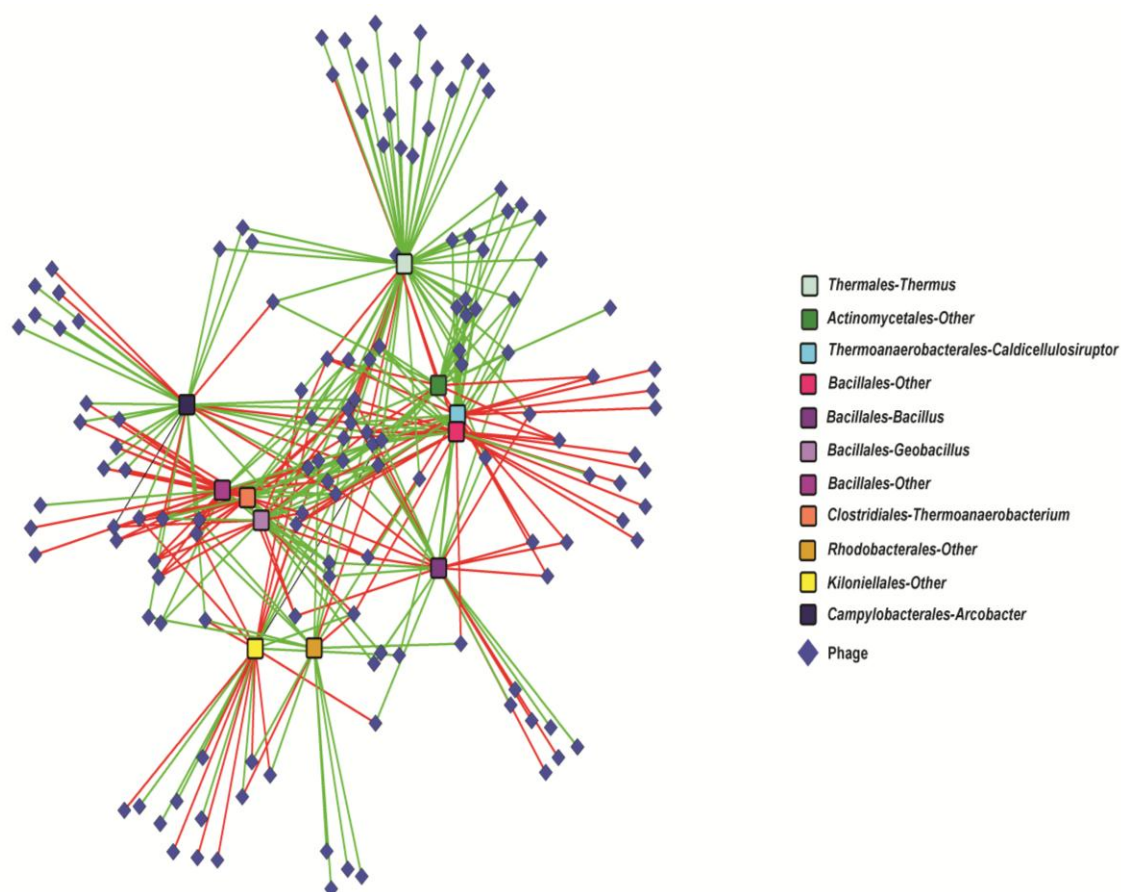 Thermales-Thermus
Actinomycetales-Other
Thermoanaerobacterales-Caldicellulosiruptor
Bacillales-Other
Bacillales-Bacillus
Bacillales-Geobacillus
Bacillales-Other
Clostridiales-Thermoanaerobacterium
Rhodobacterales-Other
Kiloniellales-Other
Campylobacterales-Arcobacter
Phage